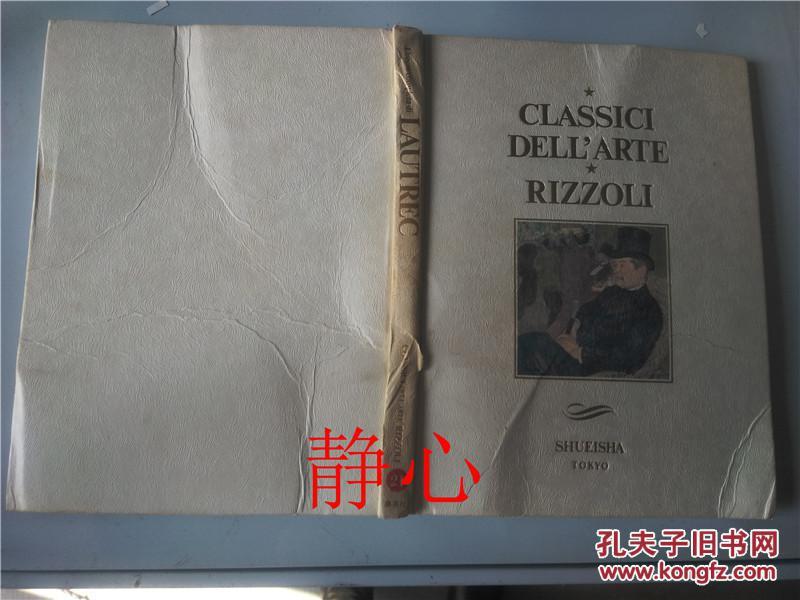 LAUTREC
★
CLASSICI
DELL'ARTE
★
RIZZOLI
SHUEISHA
TOKYO
静心
孔夫子旧书网
www.kongfz.com